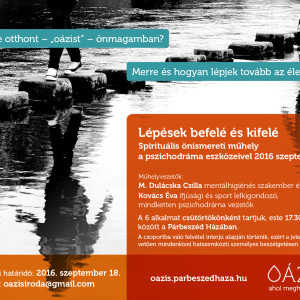 e otthont – „oázist" – önmagamban?
Merre és hogyan lépjek tovább az éle
Lépések befelé és kifelé
Spirituális önismereti műhely
a pszichodráma eszközeivel 2016 szepte
Műhelyvezetők:
M. Dulácska Csilla mentálhigiénés szakember é
Kovács Éva ifjúsági és sport lelkigondozó,
mindketten pszichodráma vezetők
A 6 alkalmat csütörtökönként tartjuk, este 17.30
között a Párbeszéd Házában.
A csoportba való felvétel interjú alapján történik, ezért a jelent
vetően mindenkivel halszemközti személyes beszélgetésen
i határidő: 2016. szeptember 18.
: oazisiroda@gmail.com
oazis.parbeszedhaza.hu
OÁZ
ahol megh